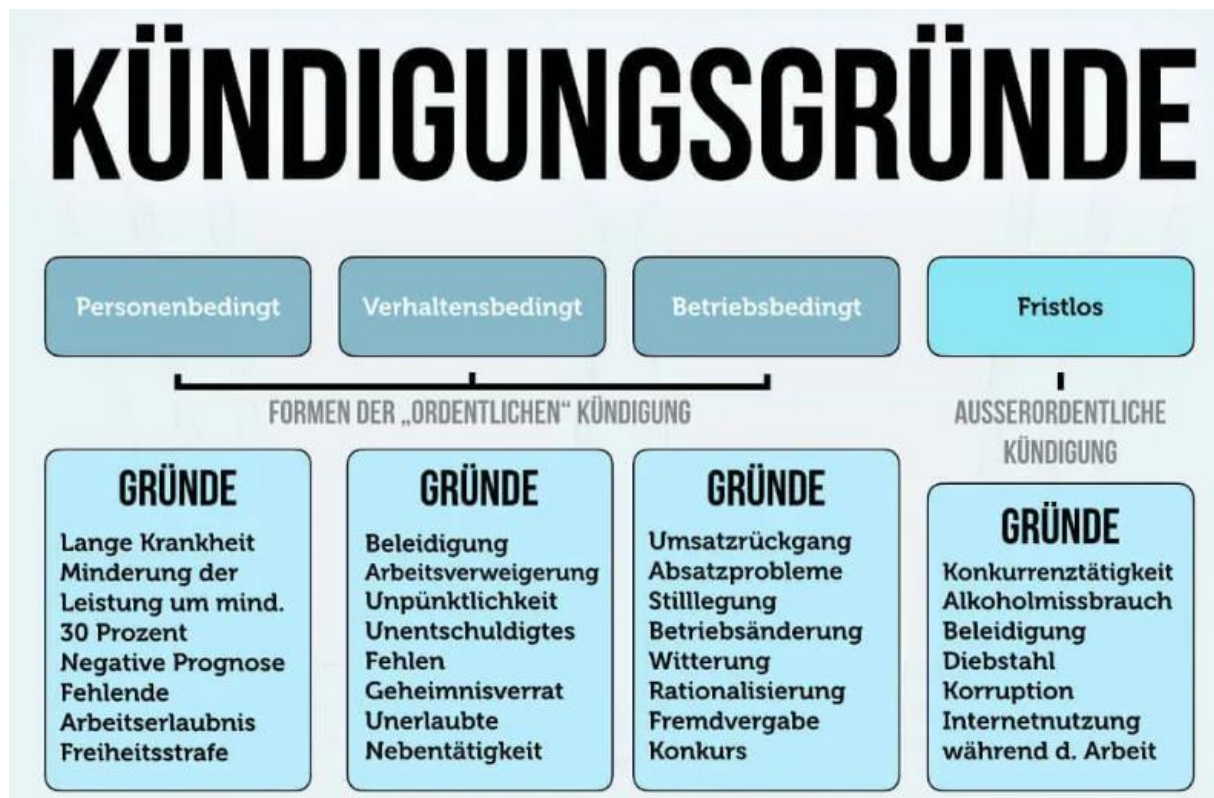 KÜNDIGUNGSGRÜNDE
Personenbedingt
Verhaltensbedingt
Betriebsbedingt
Fristlos
FORMEN DER „ORDENTLICHEN“ KÜNDIGUNG
AUSSERORDENTLICHE
KÜNDIGUNG
GRÜNDE
Lange Krankheit
Minderung der
Leistung um mind.
30 Prozent
Negative Prognose
Fehlende
Arbeitserlaubnis
Freiheitsstrafe
GRÜNDE
Beleidigung
Arbeitsverweigerung
Unpünktlichkeit
Unentschuldigtes
Fehlen
Geheimnisverrat
Unerlaubte
Nebentätigkeit
GRÜNDE
Umsatzrückgang
Absatzprobleme
Stilllegung
Betriebsänderung
Witterung
Rationalisierung
Fremdvergabe
Konkurs
GRÜNDE
Konkurrenztätigkeit
Alkoholmissbrauch
Beleidigung
Diebstahl
Korruption
Internetnutzung
während d. Arbeit